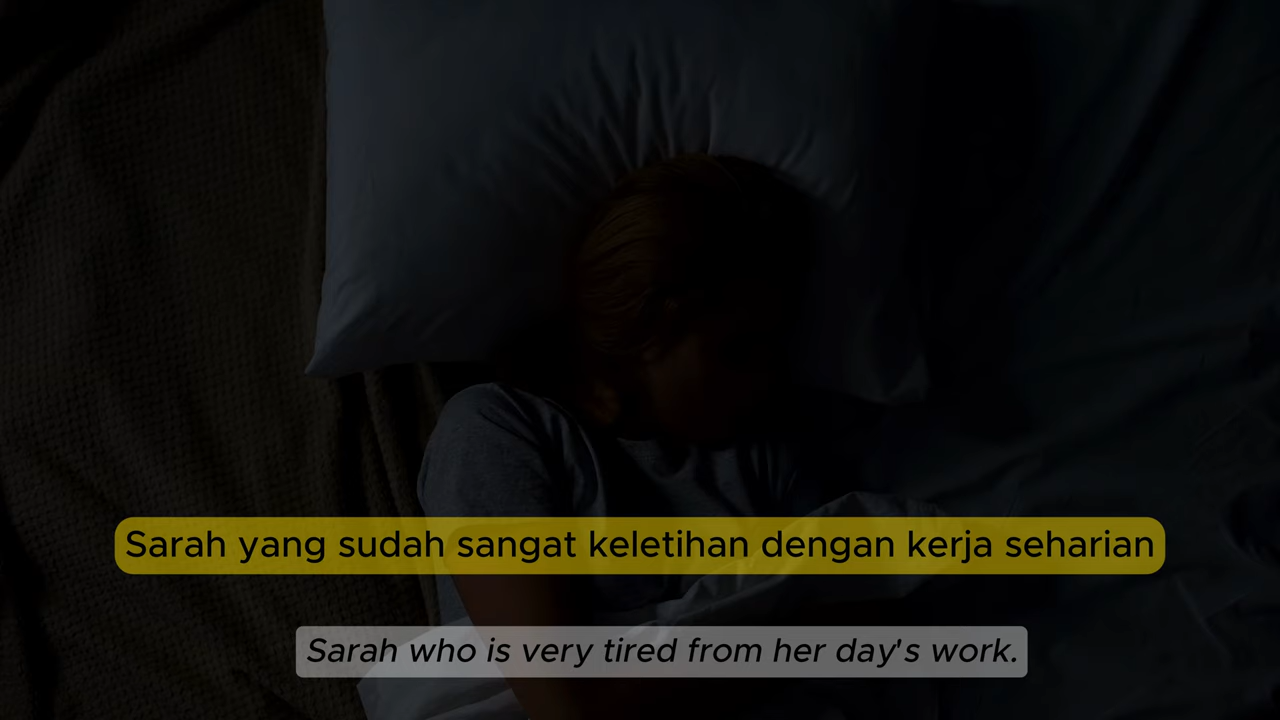 Sarah yang sudah sangat keletihan dengan kerja seharian
Sarah who is very tired from her day's work.